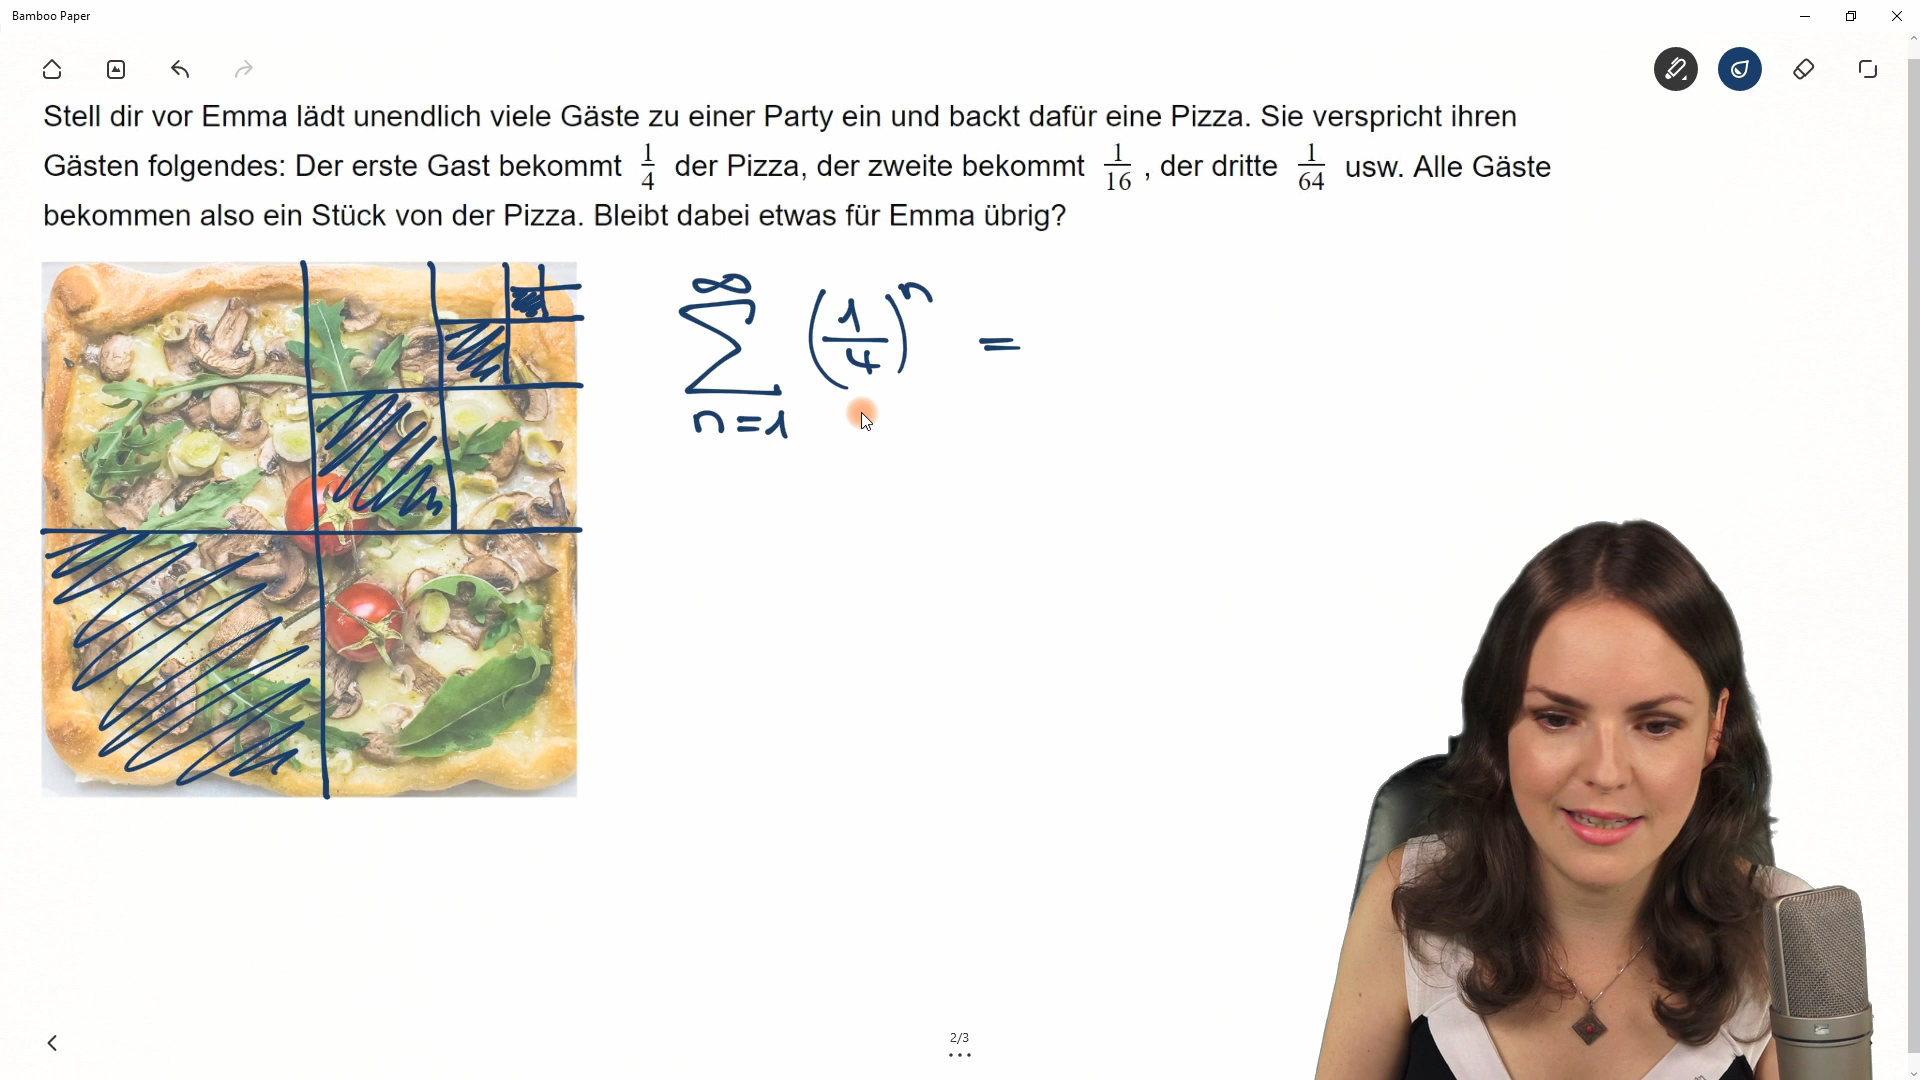 Bamboo Paper
Stell dir vor Emma lädt unendlich viele Gäste zu einer Party ein und backt dafür eine Pizza. Sie verspricht ihren
Gästen folgendes: Der erste Gast bekommt 1/4 der Pizza, der zweite bekommt 1/16 , der dritte 1/64 usw. Alle Gäste
bekommen also ein Stück von der Pizza. Bleibt dabei etwas für Emma übrig?
∞
∑ (1/4)^n =
n=1
2/3